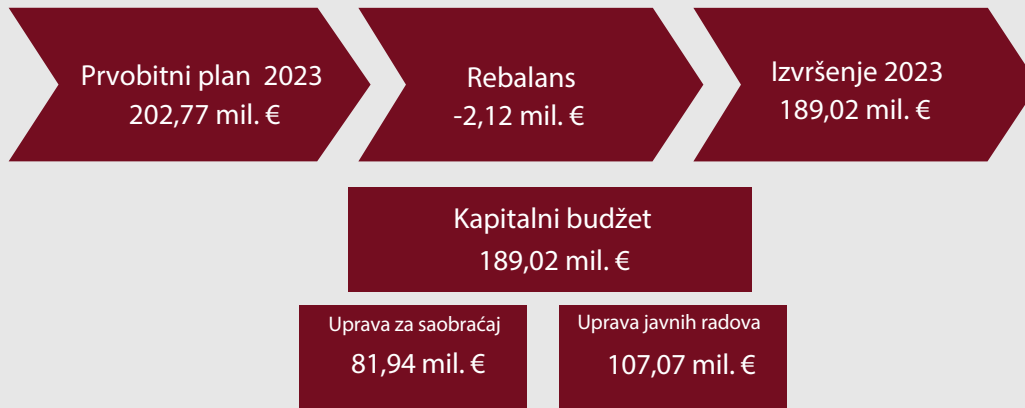 Prvobitni plan 2023
202,77 mil. €
Rebalans
-2,12 mil. €
Izvršenje 2023
189,02 mil. €
Kapitalni budžet
189,02 mil. €
Uprava za saobraćaj
81,94 mil. €
Uprava javnih radova
107,07 mil. €